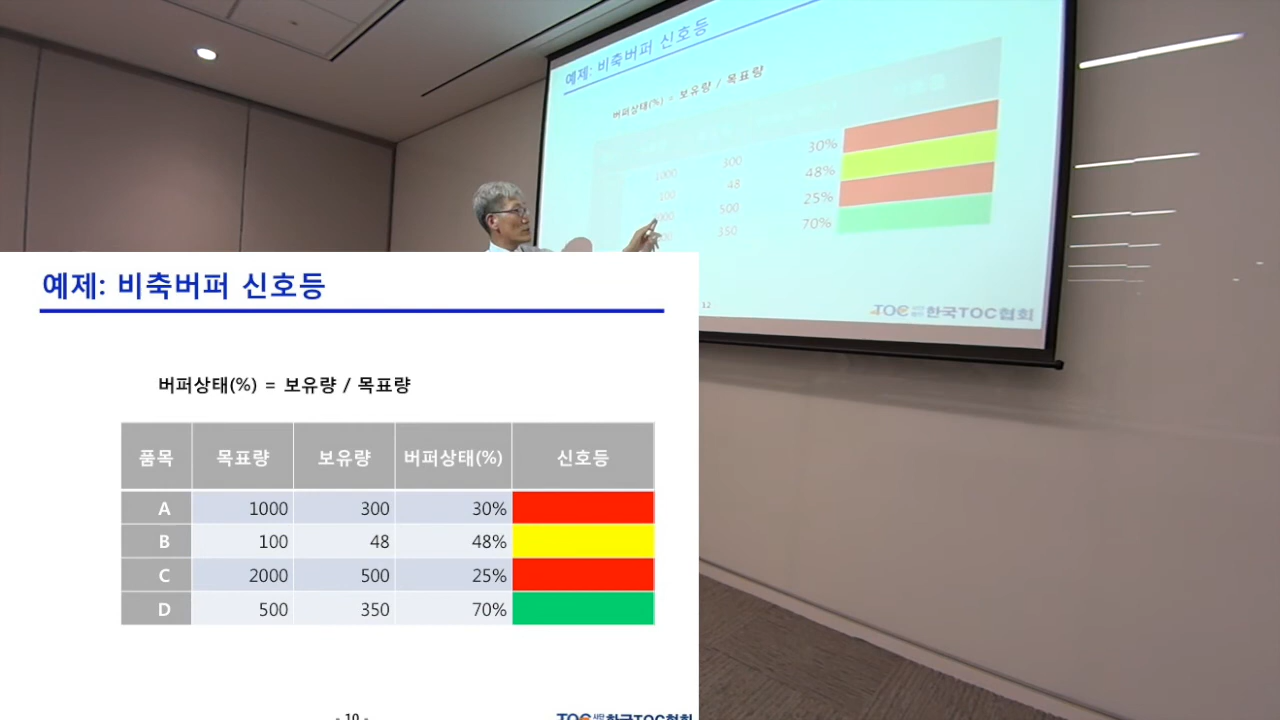 예제: 비축버퍼 신호등
버퍼상태(%) = 보유량 / 목표량
1000 300 30%
100 48 48%
500 25%
350 70%
12
TOC 한국TOC협회
예제: 비축버퍼 신호등
버퍼상태(%) = 보유량 / 목표량
품목 목표량 보유량 버퍼상태(%) 신호등
A 1000 300 30%
B 100 48 48%
C 2000 500 25%
D 500 350 70%
- 10 -
TOC 한국TOC협회